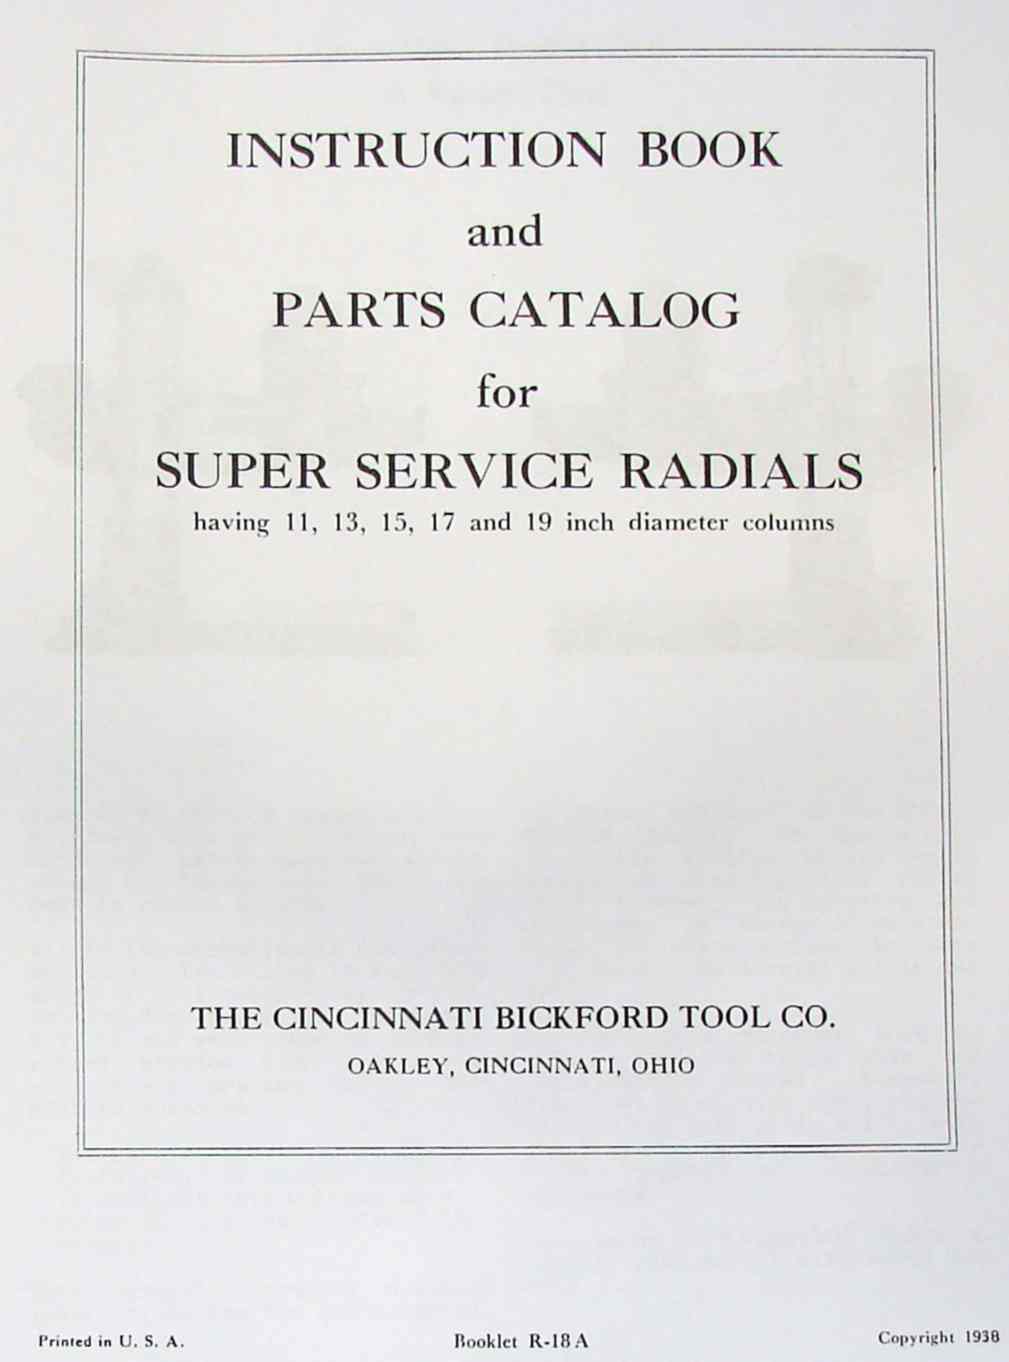 INSTRUCTION BOOK
and
PARTS CATALOG
for
SUPER SERVICE RADIALS
having 11, 13, 15, 17 and 19 inch diameter columns
THE CINCINNATI BICKFORD TOOL CO.
OAKLEY, CINCINNATI, OHIO
Printed in U. S. A.
Booklet R-18 A
Copyright 1938